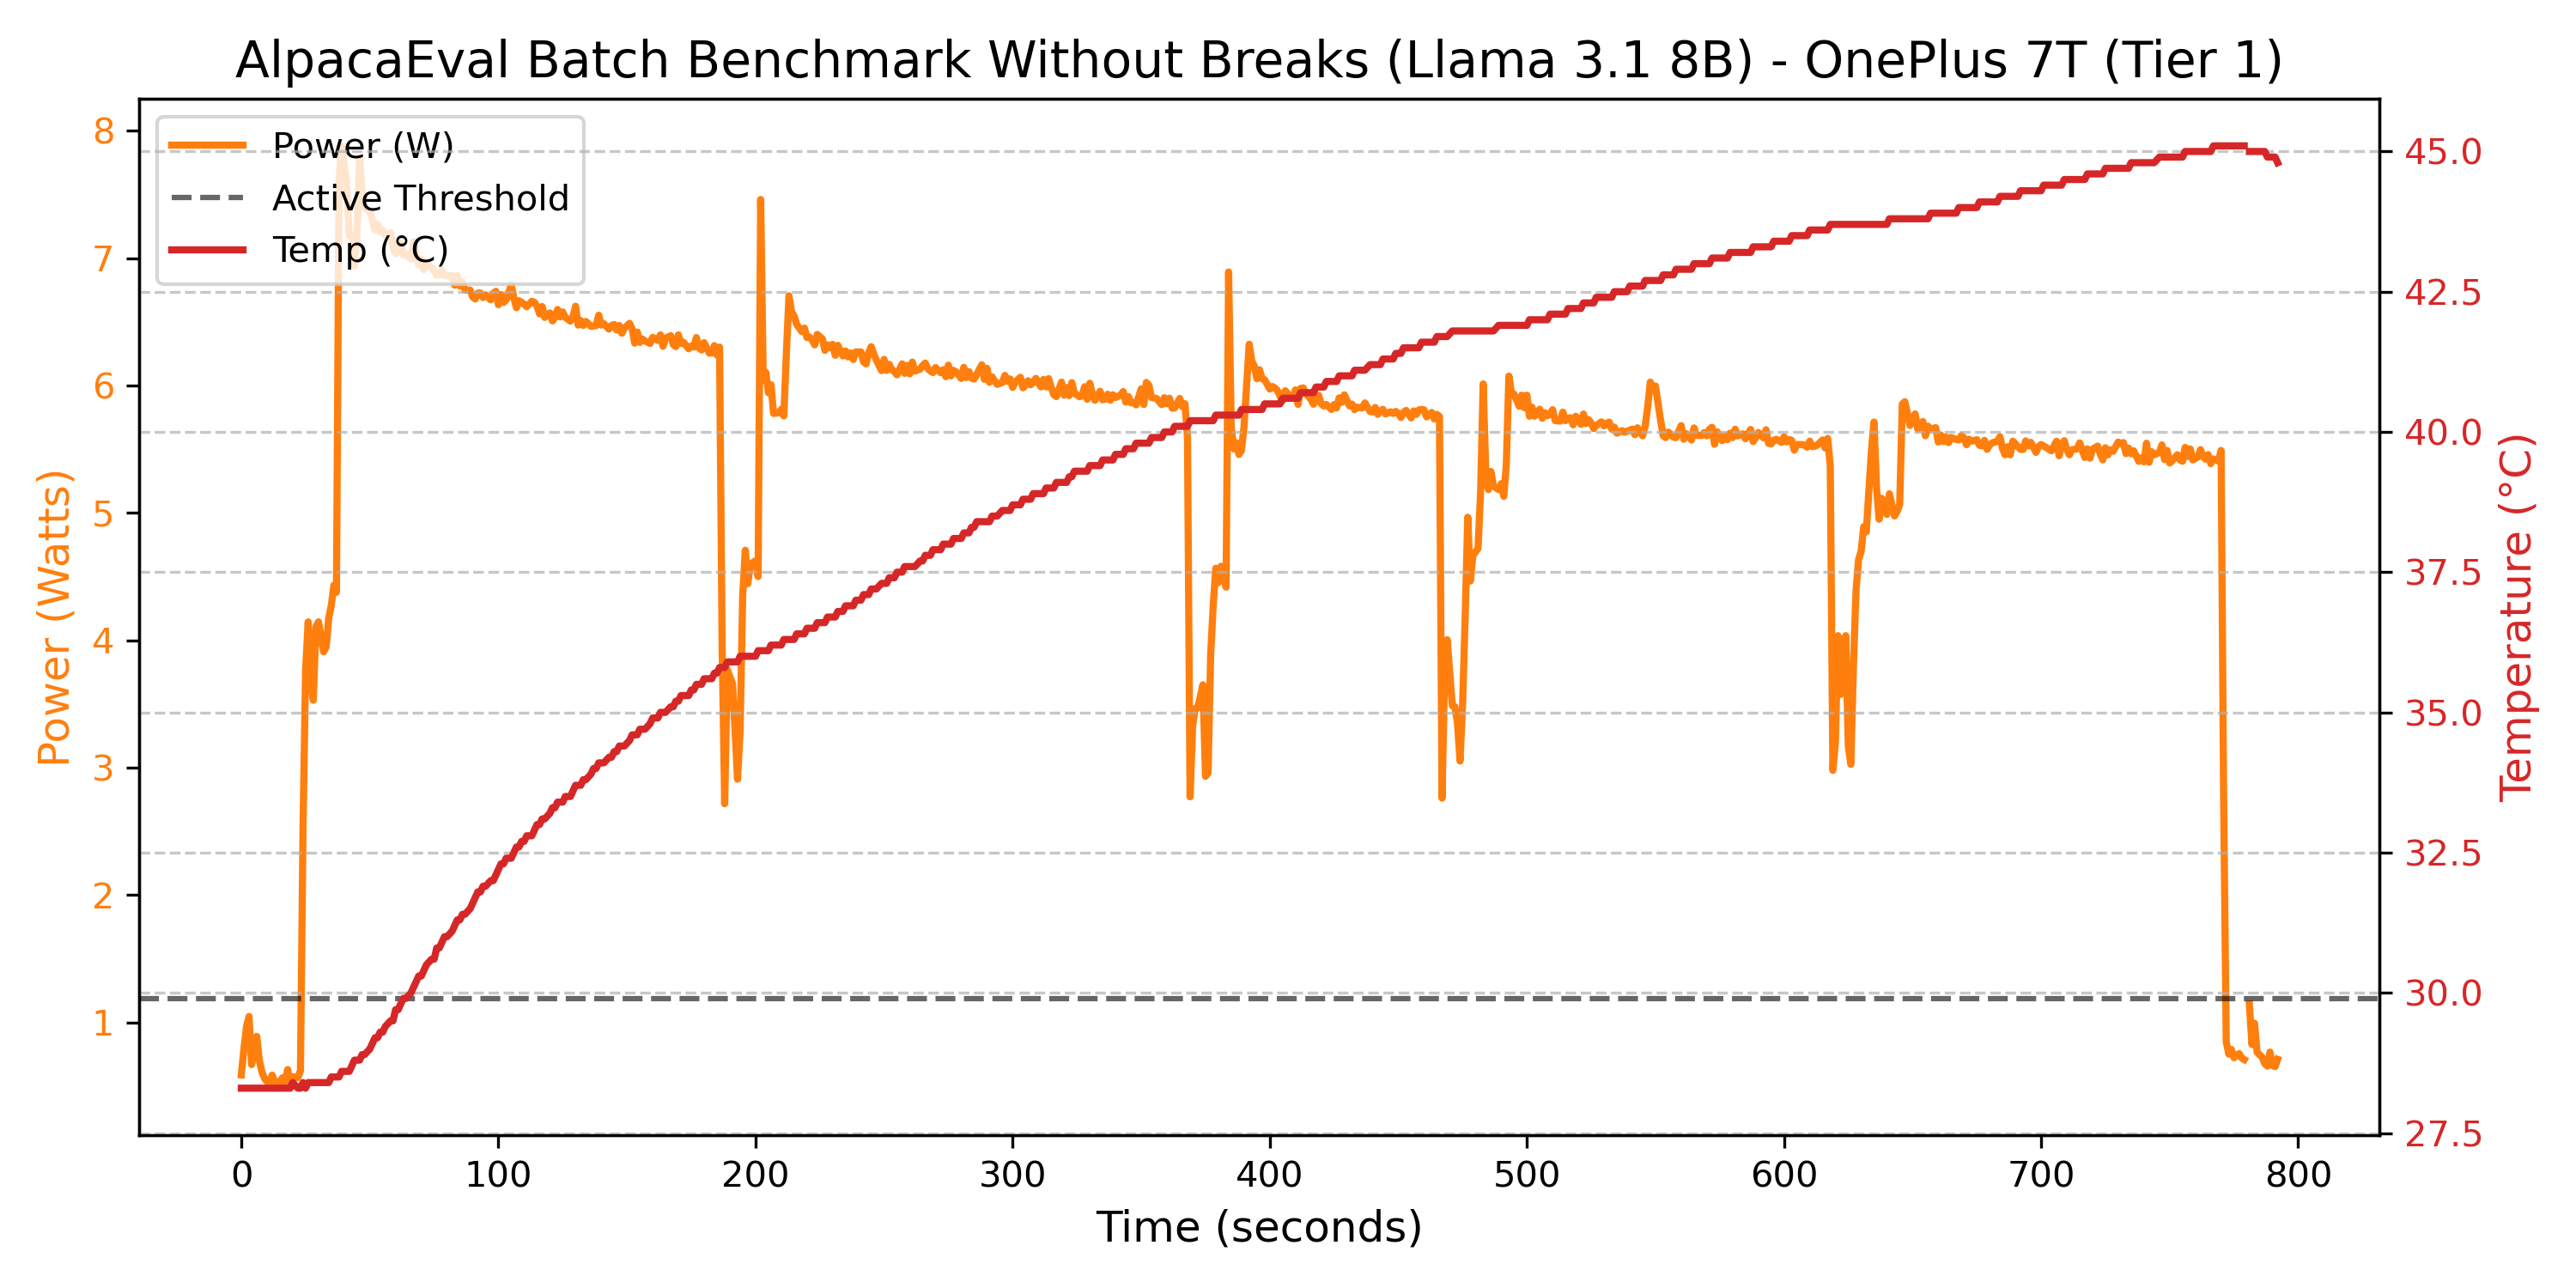 AlpacaEval Batch Benchmark Without Breaks (Llama 3.1 8B) - OnePlus 7T (Tier 1)
Power (W)
Active Threshold
Temp (°C)
Power (Watts)
8
7
6
5
4
3
2
1
45.0
42.5
40.0
37.5
35.0
32.5
30.0
27.5
Temperature (°C)
0 100 200 300 400 500 600 700 800
Time (seconds)